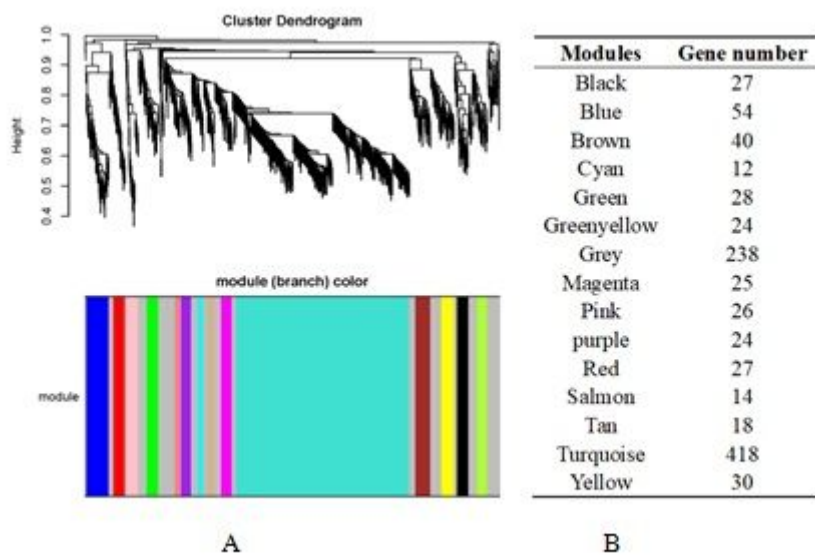 Cluster Dendrogram
Height
1.0
0.9
0.8
0.7
0.6
0.5
0.4
module (branch) color
module
A
Modules Gene number
Black 27
Blue 54
Brown 40
Cyan 12
Green 28
Greenyellow 24
Grey 238
Magenta 25
Pink 26
purple 24
Red 27
Salmon 14
Tan 18
Turquoise 418
Yellow 30
B